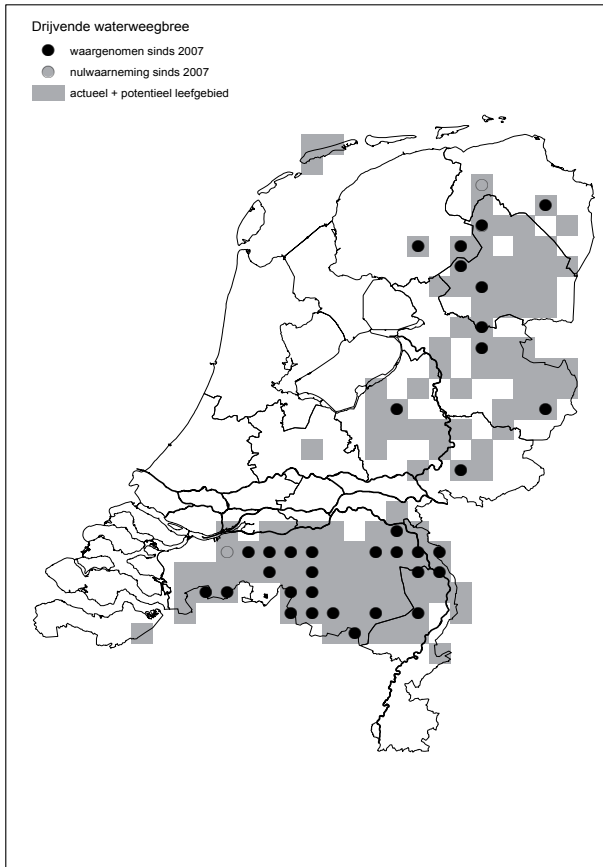 Drijvende waterweegbree
waargenomen sinds 2007
nulwaarneming sinds 2007
actueel + potentieel leefgebied